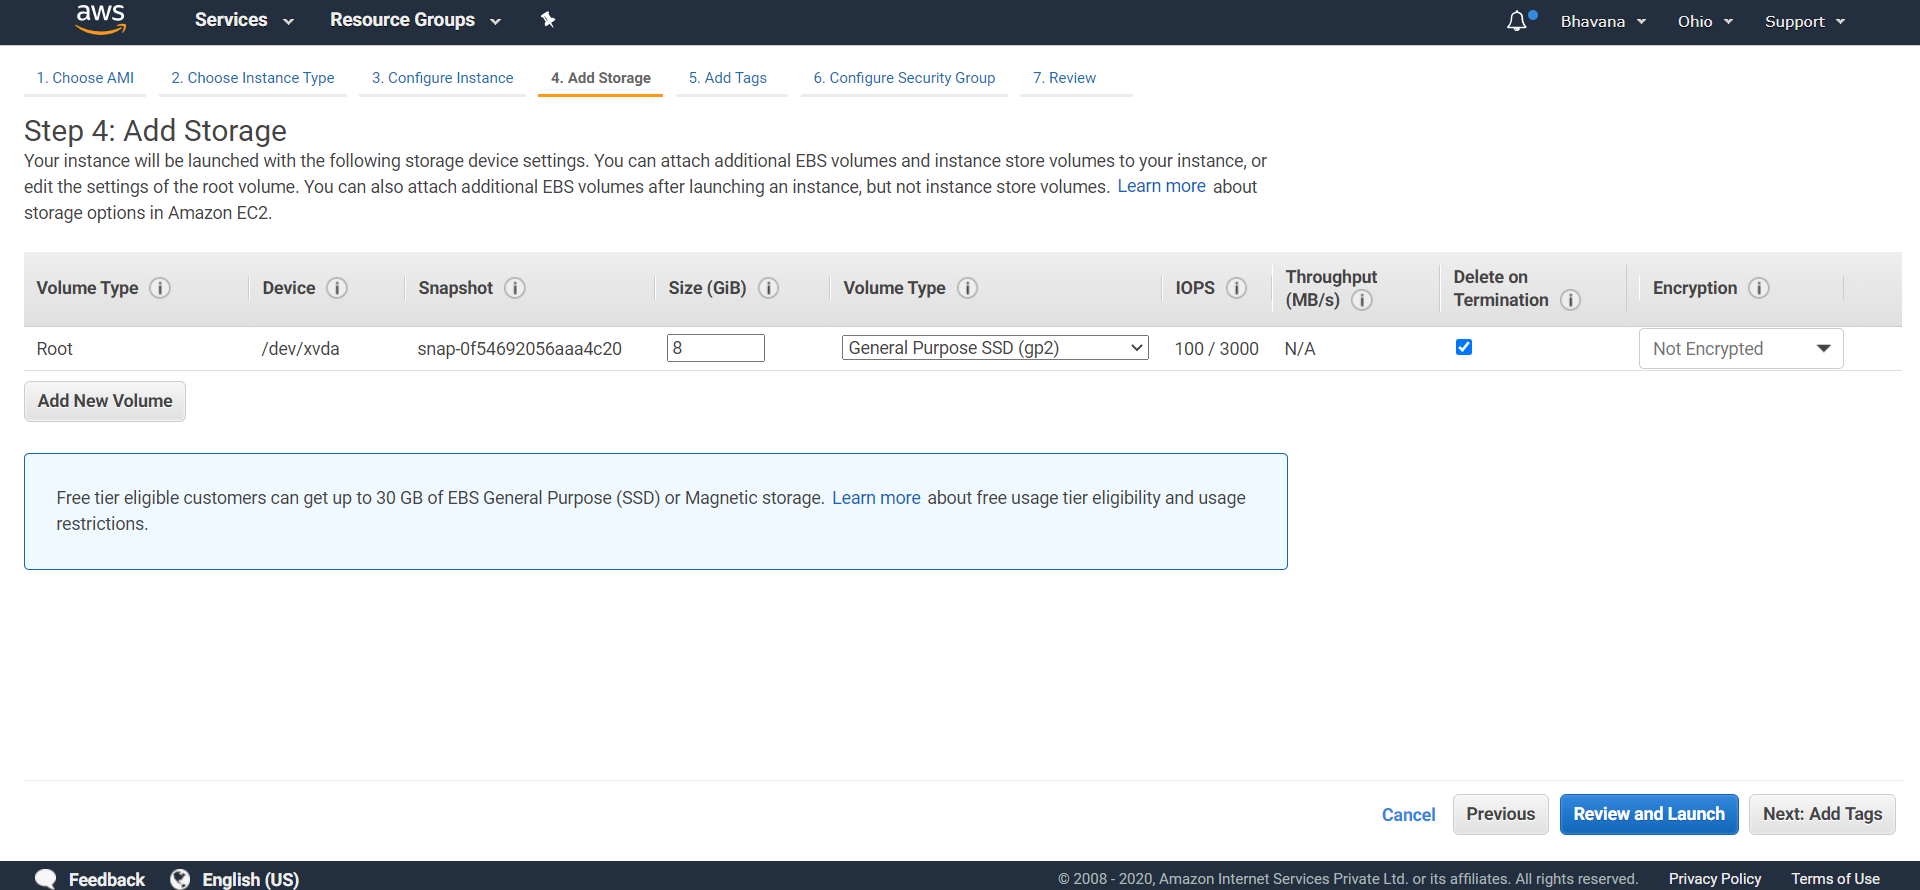 aws
Services
Resource Groups
Bhavana
Ohio
Support
1. Choose AMI
2. Choose Instance Type
3. Configure Instance
4. Add Storage
5. Add Tags
6. Configure Security Group
7. Review
Step 4: Add Storage
Your instance will be launched with the following storage device settings. You can attach additional EBS volumes and instance store volumes to your instance, or
edit the settings of the root volume. You can also attach additional EBS volumes after launching an instance, but not instance store volumes. Learn more about
storage options in Amazon EC2.
Volume Type
Device
Snapshot
Size (GiB)
Volume Type
IOPS
Throughput
(MB/s)
Delete on
Termination
Encryption
Root
/dev/xvda
snap-0f54692056aaa4c20
8
General Purpose SSD (gp2)
100 / 3000
N/A
Not Encrypted
Add New Volume
Free tier eligible customers can get up to 30 GB of EBS General Purpose (SSD) or Magnetic storage. Learn more about free usage tier eligibility and usage
restrictions.
Cancel
Previous
Review and Launch
Next: Add Tags
Feedback
English (US)
© 2008 - 2020, Amazon Internet Services Private Ltd. or its affiliates. All rights reserved.
Privacy Policy
Terms of Use